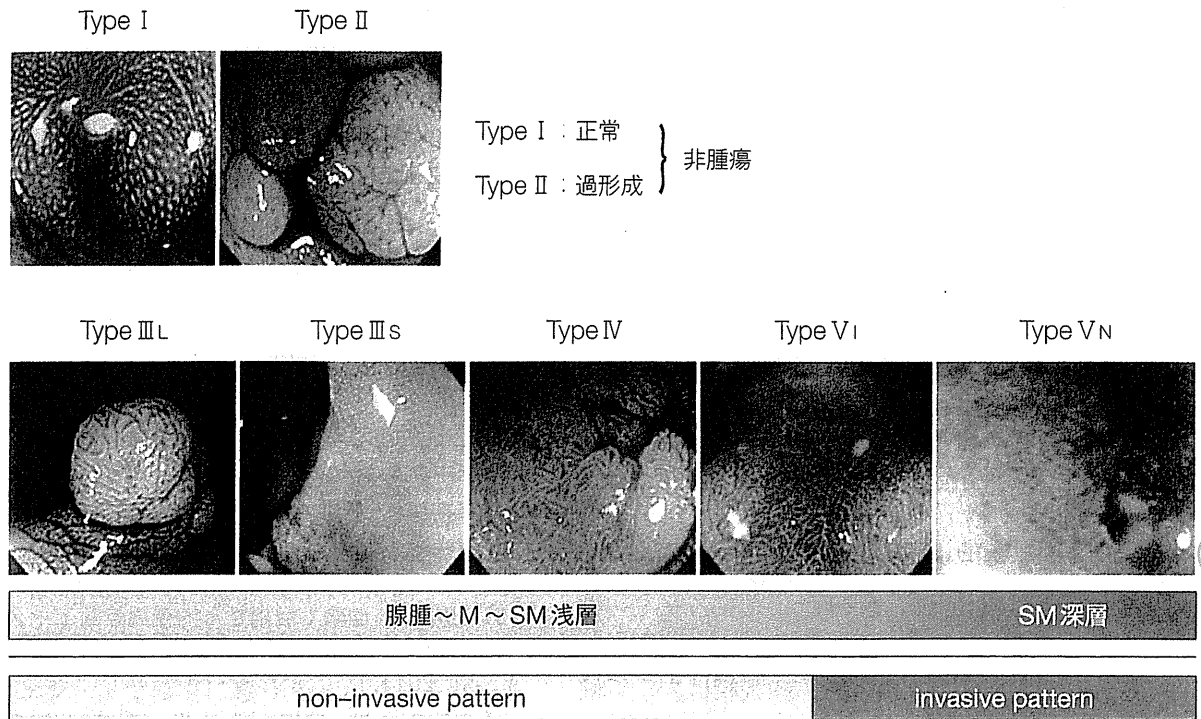 Type Ⅰ Type Ⅱ
Type Ⅰ : 正常
Type Ⅱ : 過形成
非腫瘍
Type ⅢL Type ⅢS Type Ⅳ Type ⅤI Type ⅤN
腺腫～M～SM浅層 SM深層
non-invasive pattern invasive pattern